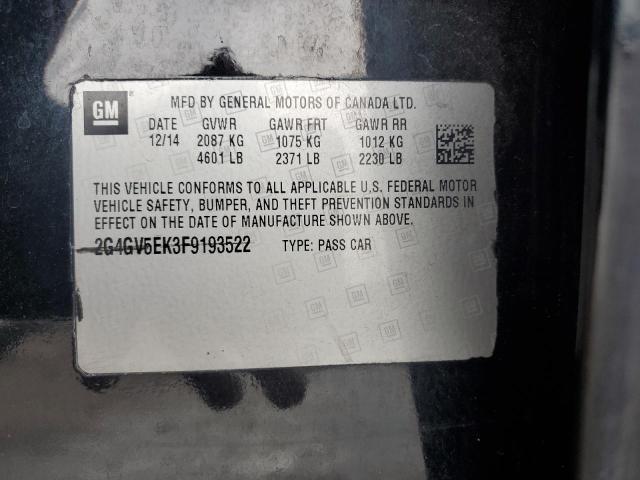 GM
MFD BY GENERAL MOTORS OF CANADA LTD.
DATE GVWR GAWR FRT GAWR RR
12/14 2087 KG 1075 KG 1012 KG
4601 LB 2371 LB 2230 LB
THIS VEHICLE CONFORMS TO ALL APPLICABLE U.S. FEDERAL MOTOR
VEHICLE SAFETY, BUMPER, AND THEFT PREVENTION STANDARDS IN
EFFECT ON THE DATE OF MANUFACTURE SHOWN ABOVE.
2G4GV5EK3F9193522 TYPE: PASS CAR